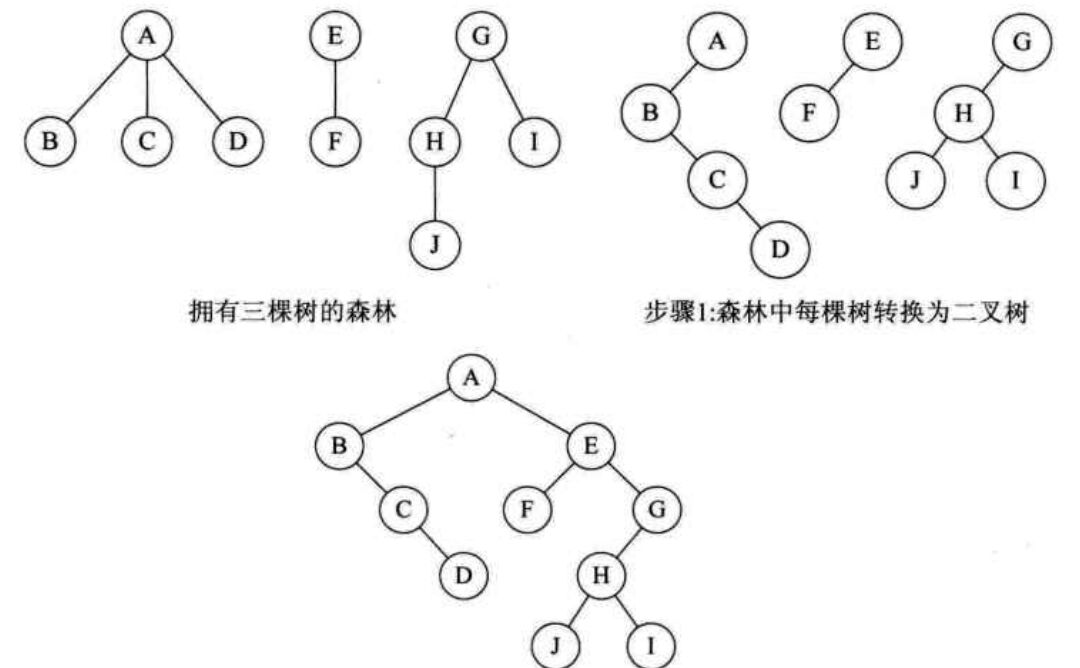 A E G
B C D F H I
J
拥有三棵树的森林
A E G
B F H
C J I
D
步骤1:森林中每棵树转换为二叉树
A
B E
C F G
D H
J I